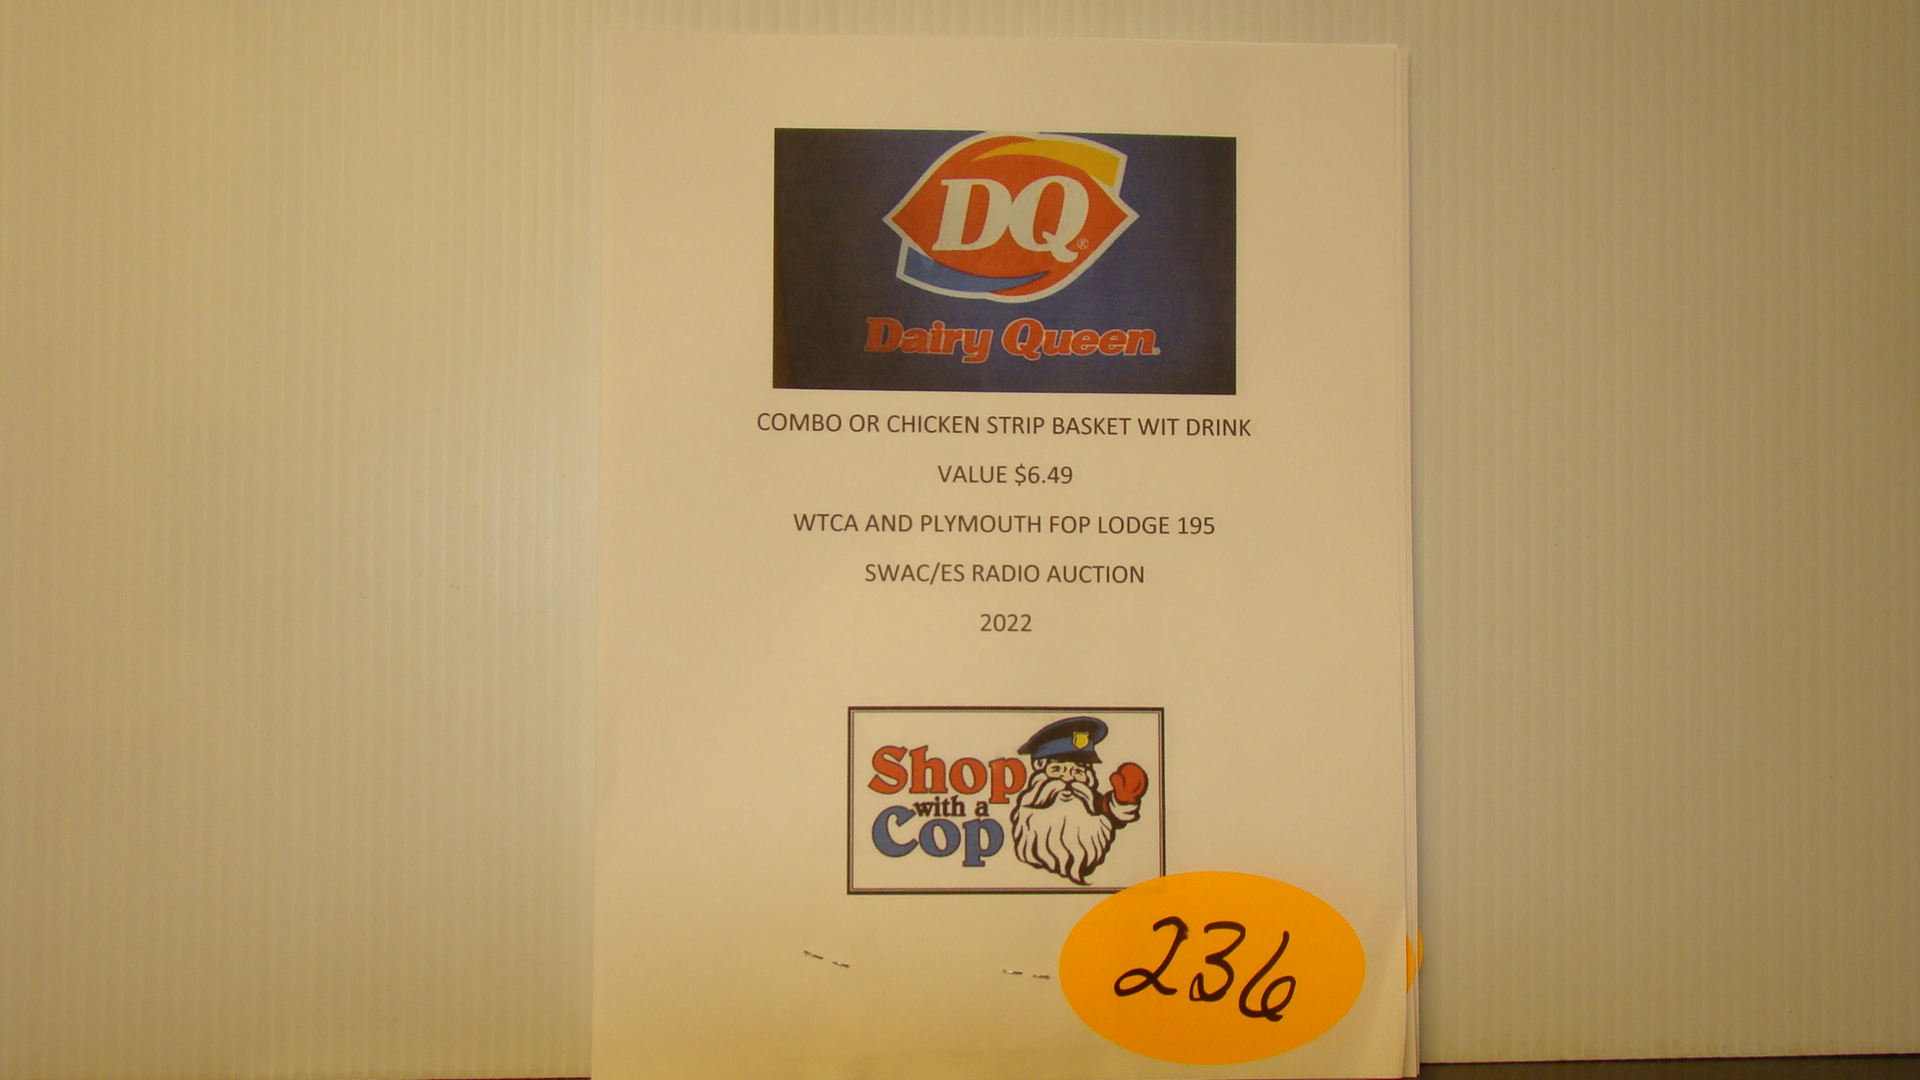 DQ®
Dairy Queen®
COMBO OR CHICKEN STRIP BASKET WIT DRINK
VALUE $6.49
WTCA AND PLYMOUTH FOP LODGE 195
SWAC/ES RADIO AUCTION
2022
Shop
with a
Cop
236